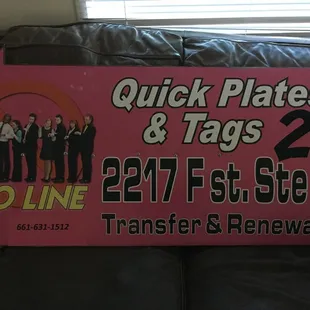 Quick Plates
& Tags 2
O LINE 2217 F st. Ste
661-631-1512
Transfer & Renewa